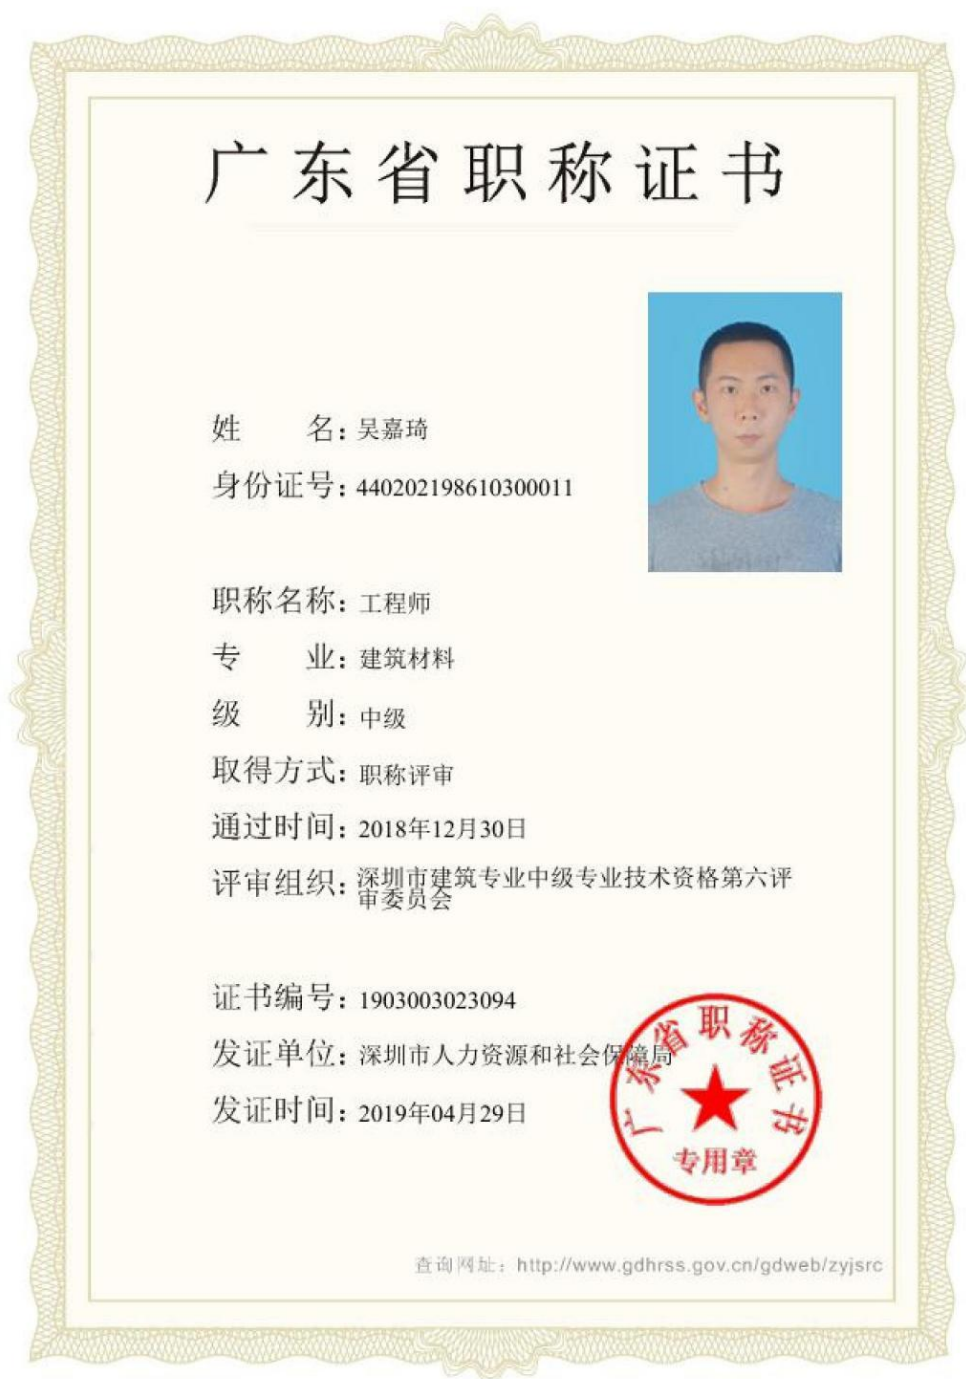 广东省职称证书
姓 名：吴嘉琦
身份证号：440202198610300011
职称名称：工程师
专 业：建筑材料
级 别：中级
取得方式：职称评审
通过时间：2018年12月30日
评审组织：深圳市建筑专业中级专业技术资格第六评
审委员会
证书编号：1903003023094
发证单位：深圳市人力资源和社会保障局
发证时间：2019年04月29日
广东省职称证书
专用章
查询网址：http://www.gdhrss.gov.cn/gdweb/zyjsrc